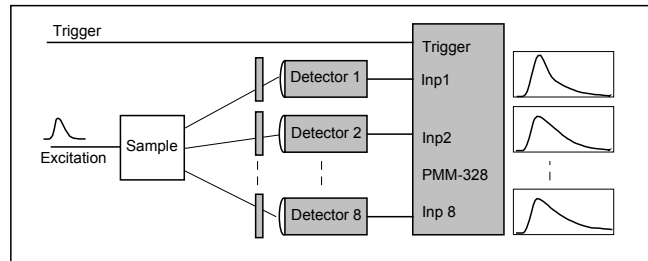 Trigger
Trigger
Detector 1
Inp1
Excitation
Sample
Detector 2
Inp2
PMM-328
Detector 8
Inp 8